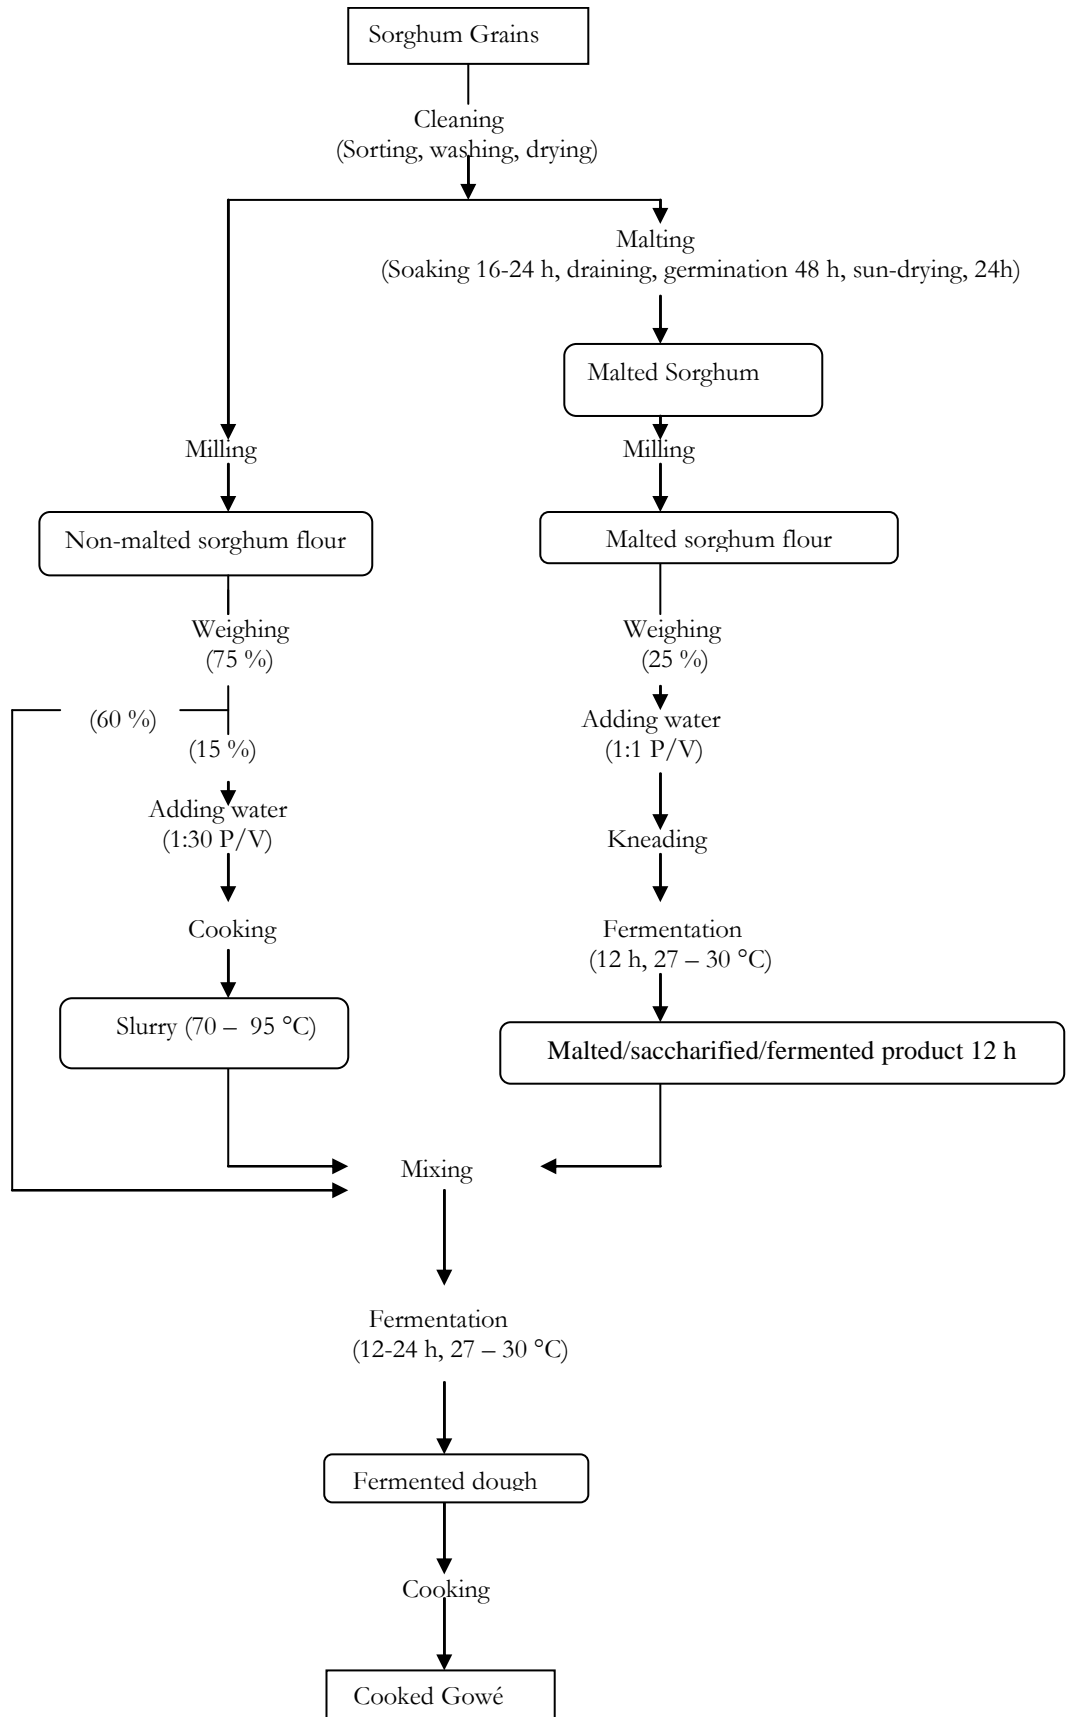 Sorghum Grains
Cleaning
(Sorting, washing, drying)
Malting
(Soaking 16-24 h, draining, germination 48 h, sun-drying, 24h)
Malted Sorghum
Milling
Milling
Non-malted sorghum flour
Malted sorghum flour
Weighing
(75 %)
Weighing
(25 %)
(60 %)
(15 %)
Adding water
(1:1 P/V)
Adding water
(1:30 P/V)
Kneading
Cooking
Fermentation
(12 h, 27 – 30 °C)
Slurry (70 – 95 °C)
Malted/saccharified/fermented product 12 h
Mixing
Fermentation
(12-24 h, 27 – 30 °C)
Fermented dough
Cooking
Cooked Gowé